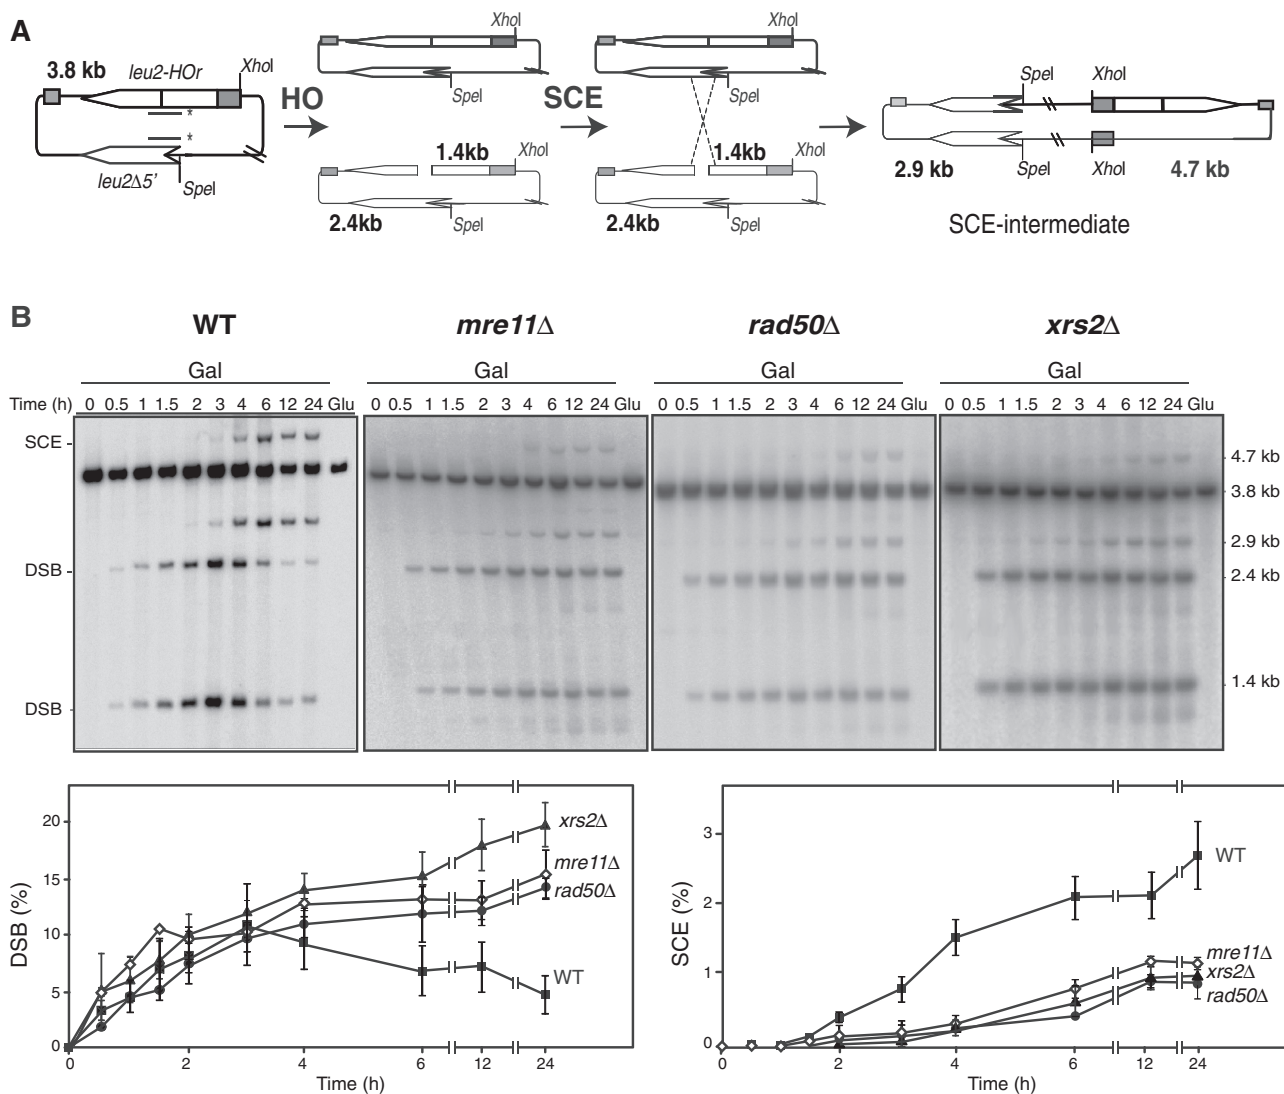 A
3.8 kb
leu2-HOr
XhoI
*
*
leu2Δ5'
SpeI
HO
XhoI
SpeI
1.4kb
XhoI
2.4kb
SpeI
SCE
XhoI
SpeI
1.4kb
XhoI
2.4kb
SpeI
SpeI
XhoI
2.9 kb
SpeI
XhoI
4.7 kb
SCE-intermediate
B
WT
mre11Δ
rad50Δ
xrs2Δ
Gal
Gal
Gal
Gal
Time (h) 0 0.5 1 1.5 2 3 4 6 12 24 Glu
0 0.5 1 1.5 2 3 4 6 12 24 Glu
0 0.5 1 1.5 2 3 4 6 12 24 Glu
0 0.5 1 1.5 2 3 4 6 12 24 Glu
SCE
DSB
DSB
4.7 kb
3.8 kb
2.9 kb
2.4 kb
1.4 kb
DSB (%)
20
15
10
5
0
xrs2Δ
mre11Δ
rad50Δ
WT
0 2 4 6 12 24
Time (h)
SCE (%)
3
2
1
0
WT
mre11Δ
xrs2Δ
rad50Δ
0 2 4 6 12 24
Time (h)